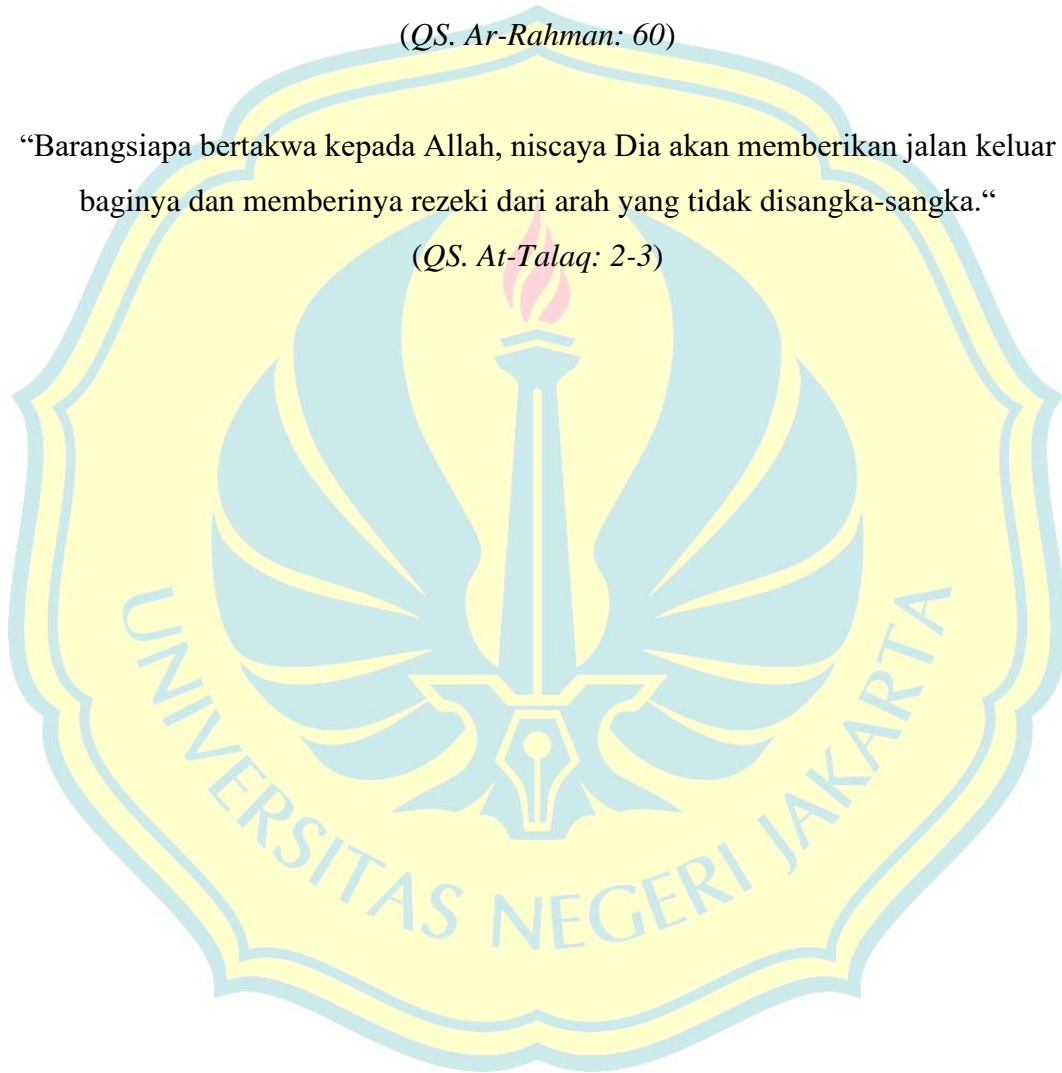 (QS. Ar-Rahman: 60)
“Barangsiapa bertakwa kepada Allah, niscaya Dia akan memberikan jalan keluar
baginya dan memberinya rezeki dari arah yang tidak disangka-sangka.“
(QS. At-Talaq: 2-3)
UNIVERSITAS NEGERI JAKARTA